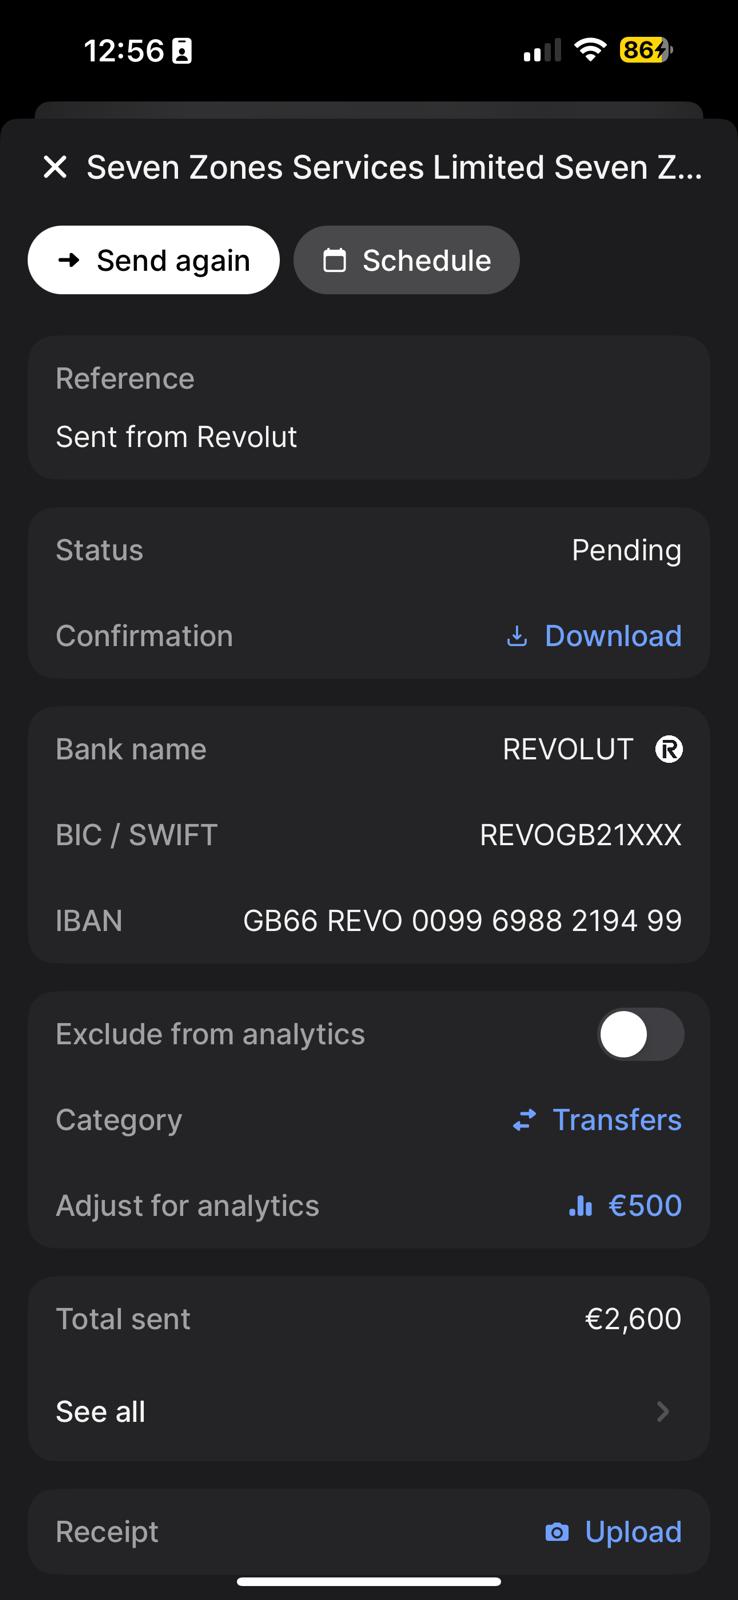 12:56
86
Seven Zones Services Limited Seven Z...
Send again
Schedule
Reference
Sent from Revolut
Status Pending
Confirmation Download
Bank name REVOLUT
BIC / SWIFT REVOGB21XXX
IBAN GB66 REVO 0099 6988 2194 99
Exclude from analytics
Category Transfers
Adjust for analytics €500
Total sent €2,600
See all
Receipt Upload